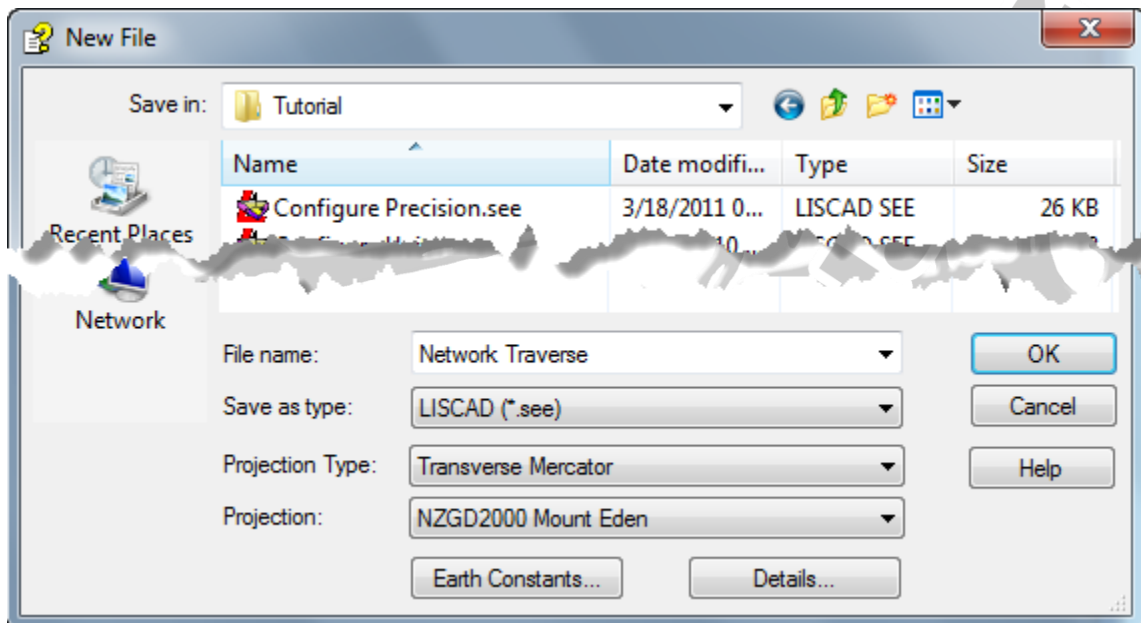 New File
Save in: Tutorial
Name Date modifi... Type Size
Configure Precision.see 3/18/2011 0... LISCAD SEE 26 KB
Recent Places
Network
File name: Network Traverse OK
Save as type: LISCAD (*.see) Cancel
Projection Type: Transverse Mercator Help
Projection: NZGD2000 Mount Eden
Earth Constants... Details...